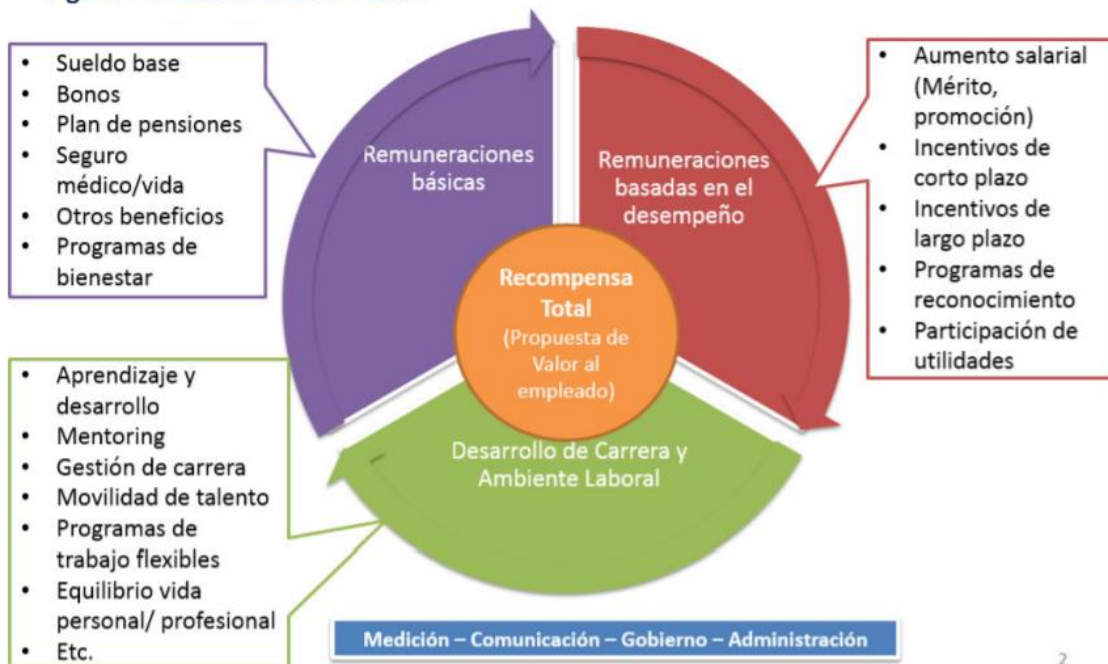 • Sueldo base
• Bonos
• Plan de pensiones
• Seguro
médico/vida
• Otros beneficios
• Programas de
bienestar
Remuneraciones
básicas
Remuneraciones
basadas en el
desempeño
• Aumento salarial
(Mérito,
promoción)
• Incentivos de
corto plazo
• Incentivos de
largo plazo
• Programas de
reconocimiento
• Participación de
utilidades
Recompensa
Total
(Propuesta de
Valor al
empleado)
• Aprendizaje y
desarrollo
• Mentoring
• Gestión de carrera
• Movilidad de talento
• Programas de
trabajo flexibles
• Equilibrio vida
personal/ profesional
• Etc.
Desarrollo de Carrera y
Ambiente Laboral
Medición – Comunicación – Gobierno – Administración
2